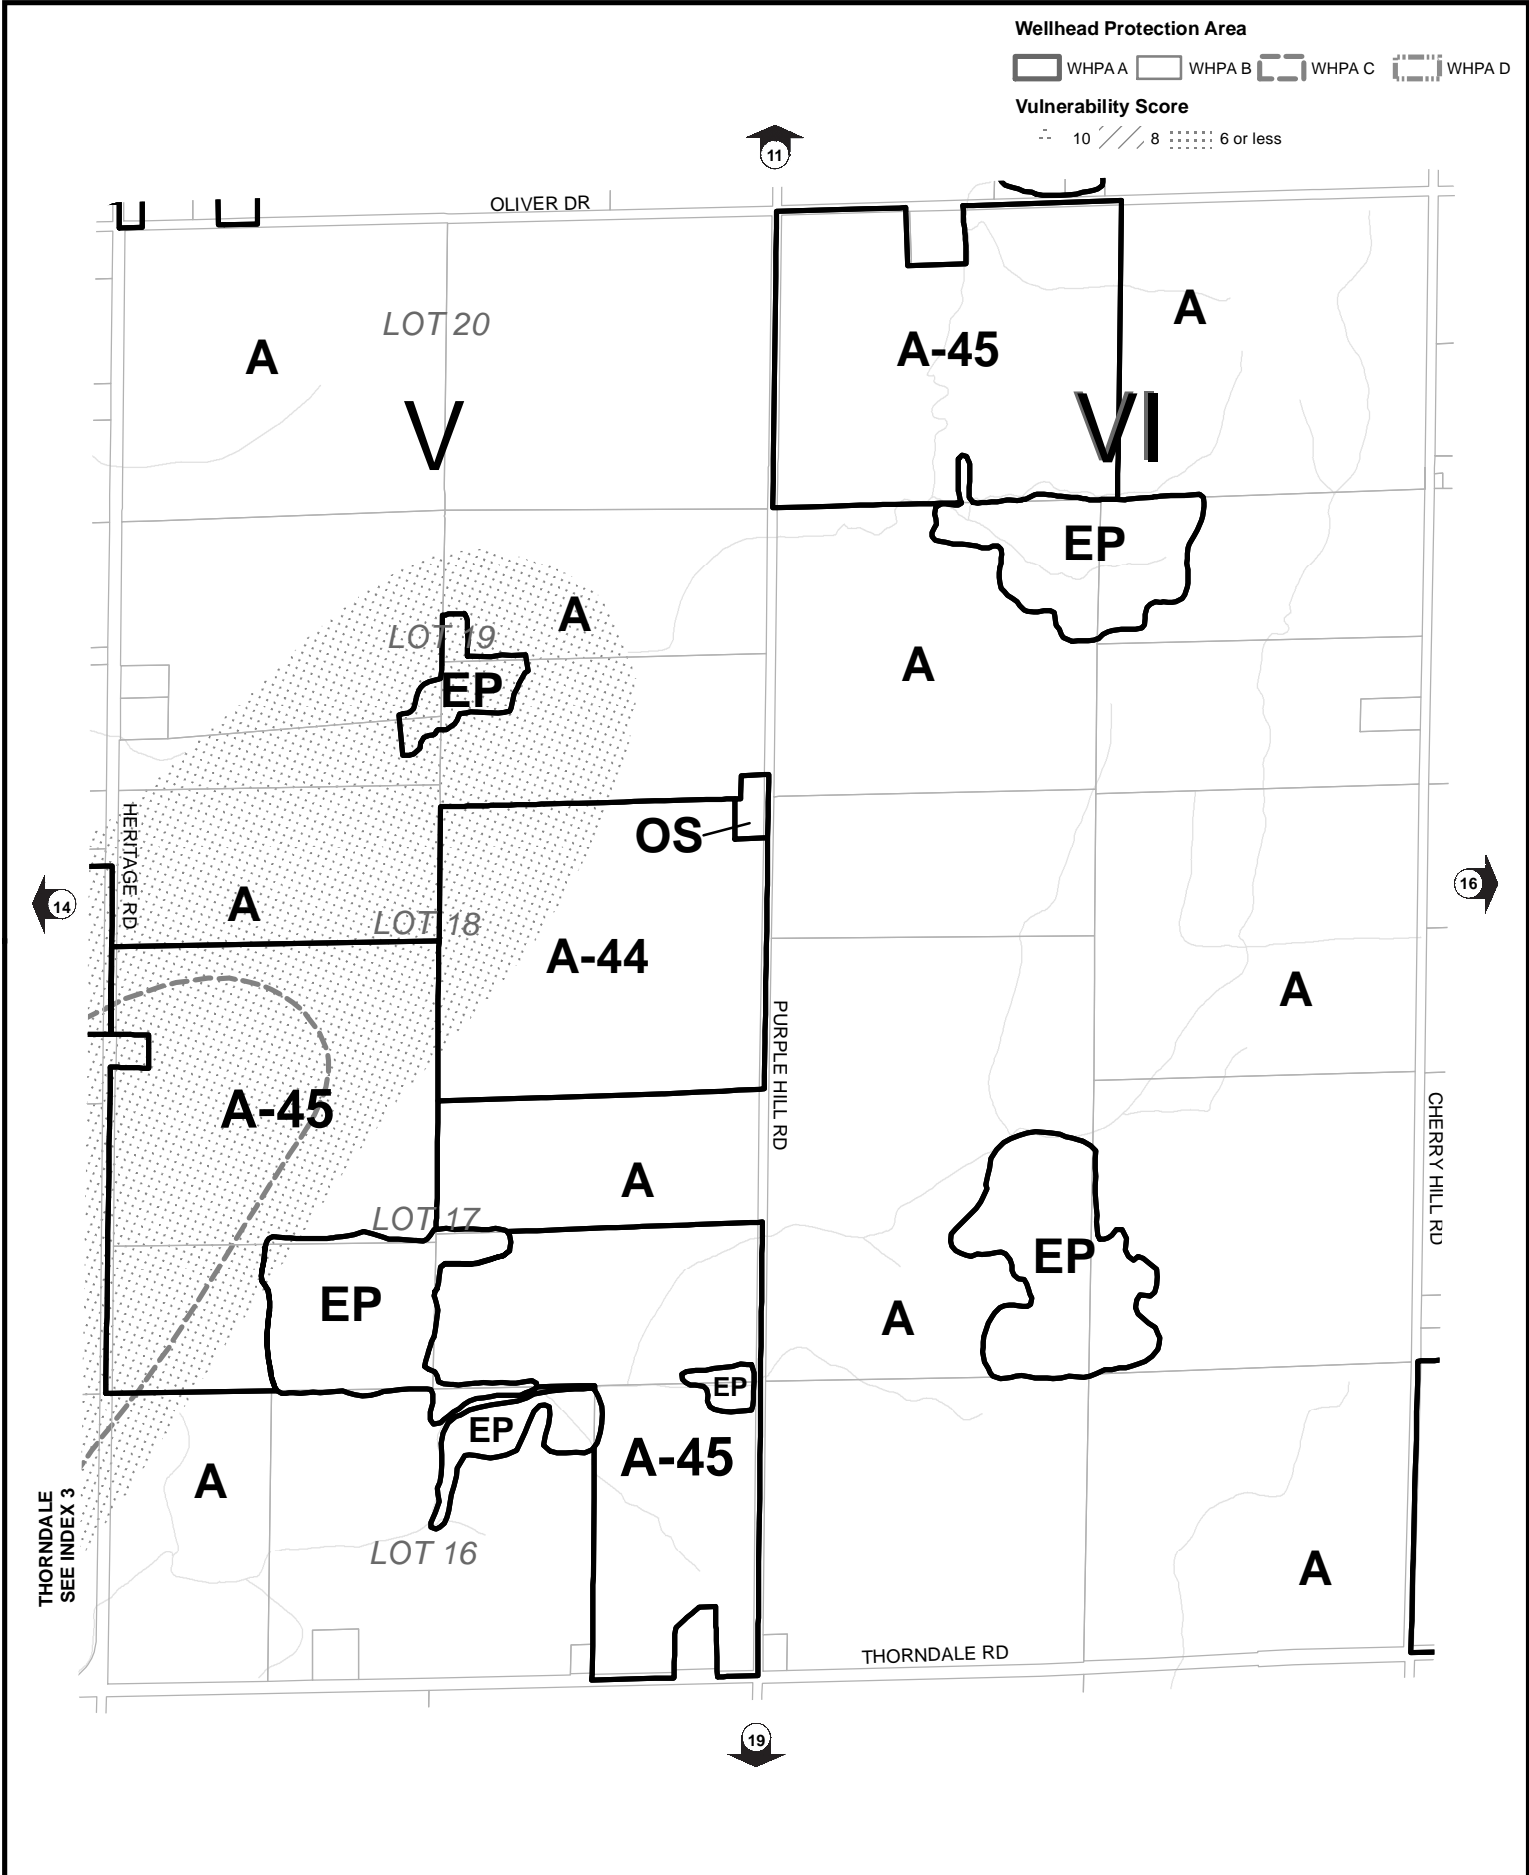 Wellhead Protection Area
WHPA A WHPA B WHPA C WHPA D
Vulnerability Score
10 8 6 or less
11
OLIVER DR
A
LOT 20
A-45
A
V
VI
EP
A
LOT 19
EP
A
OS
HERITAGE RD
14
A
LOT 18
A-44
16
A
PURPLE HILL RD
A-45
CHERRY HILL RD
A
LOT 17
EP
EP
A
EP
EP
A-45
A
THORNDALE
SEE INDEX 3
LOT 16
A
THORNDALE RD
19